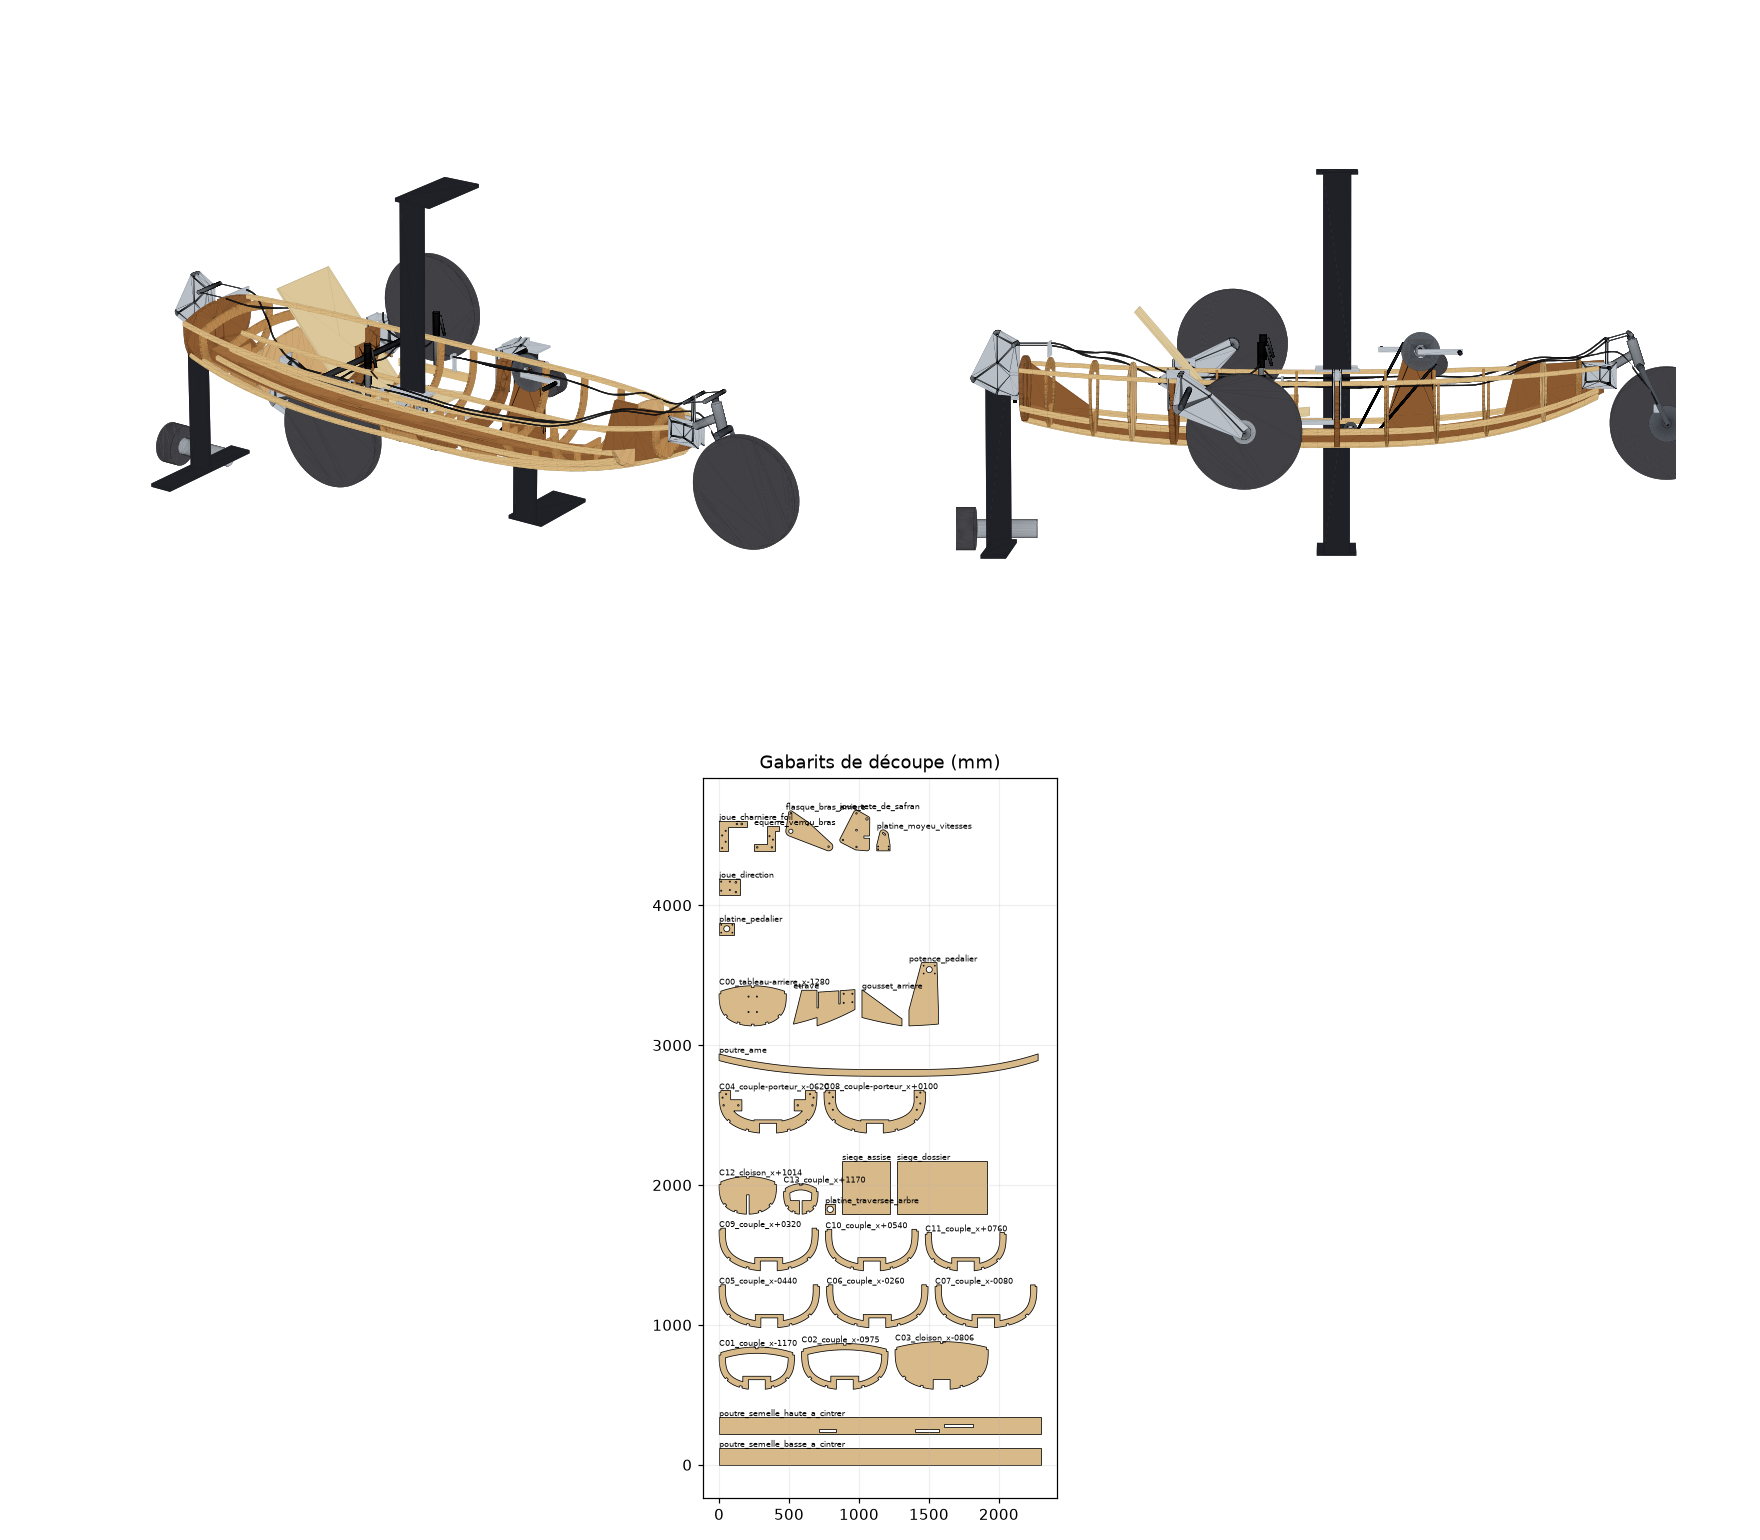 Gabarits de découpe (mm)
joue_charniere_foil
equerre_verrou_bras
flasque_bras_arriere
joue_tete_de_safran
platine_moyeu_vitesses
joue_direction
4000
platine_pedalier
C00_tableau-arriere_x-1280
etrave
gousset_arriere
potence_pedalier
3000
poutre_ame
C04_couple-porteur_x-0620
C08_couple-porteur_x+0100
C12_cloison_x+1014
C13_couple_x+1170
siege_assise
siege_dossier
platine_traversee_arbre
2000
C09_couple_x+0320
C10_couple_x+0540
C11_couple_x+0760
C05_couple_x-0440
C06_couple_x-0260
C07_couple_x-0080
1000
C01_couple_x-1170
C02_couple_x-0975
C03_cloison_x-0806
poutre_semelle_haute_a_cintrer
poutre_semelle_basse_a_cintrer
0
0 500 1000 1500 2000